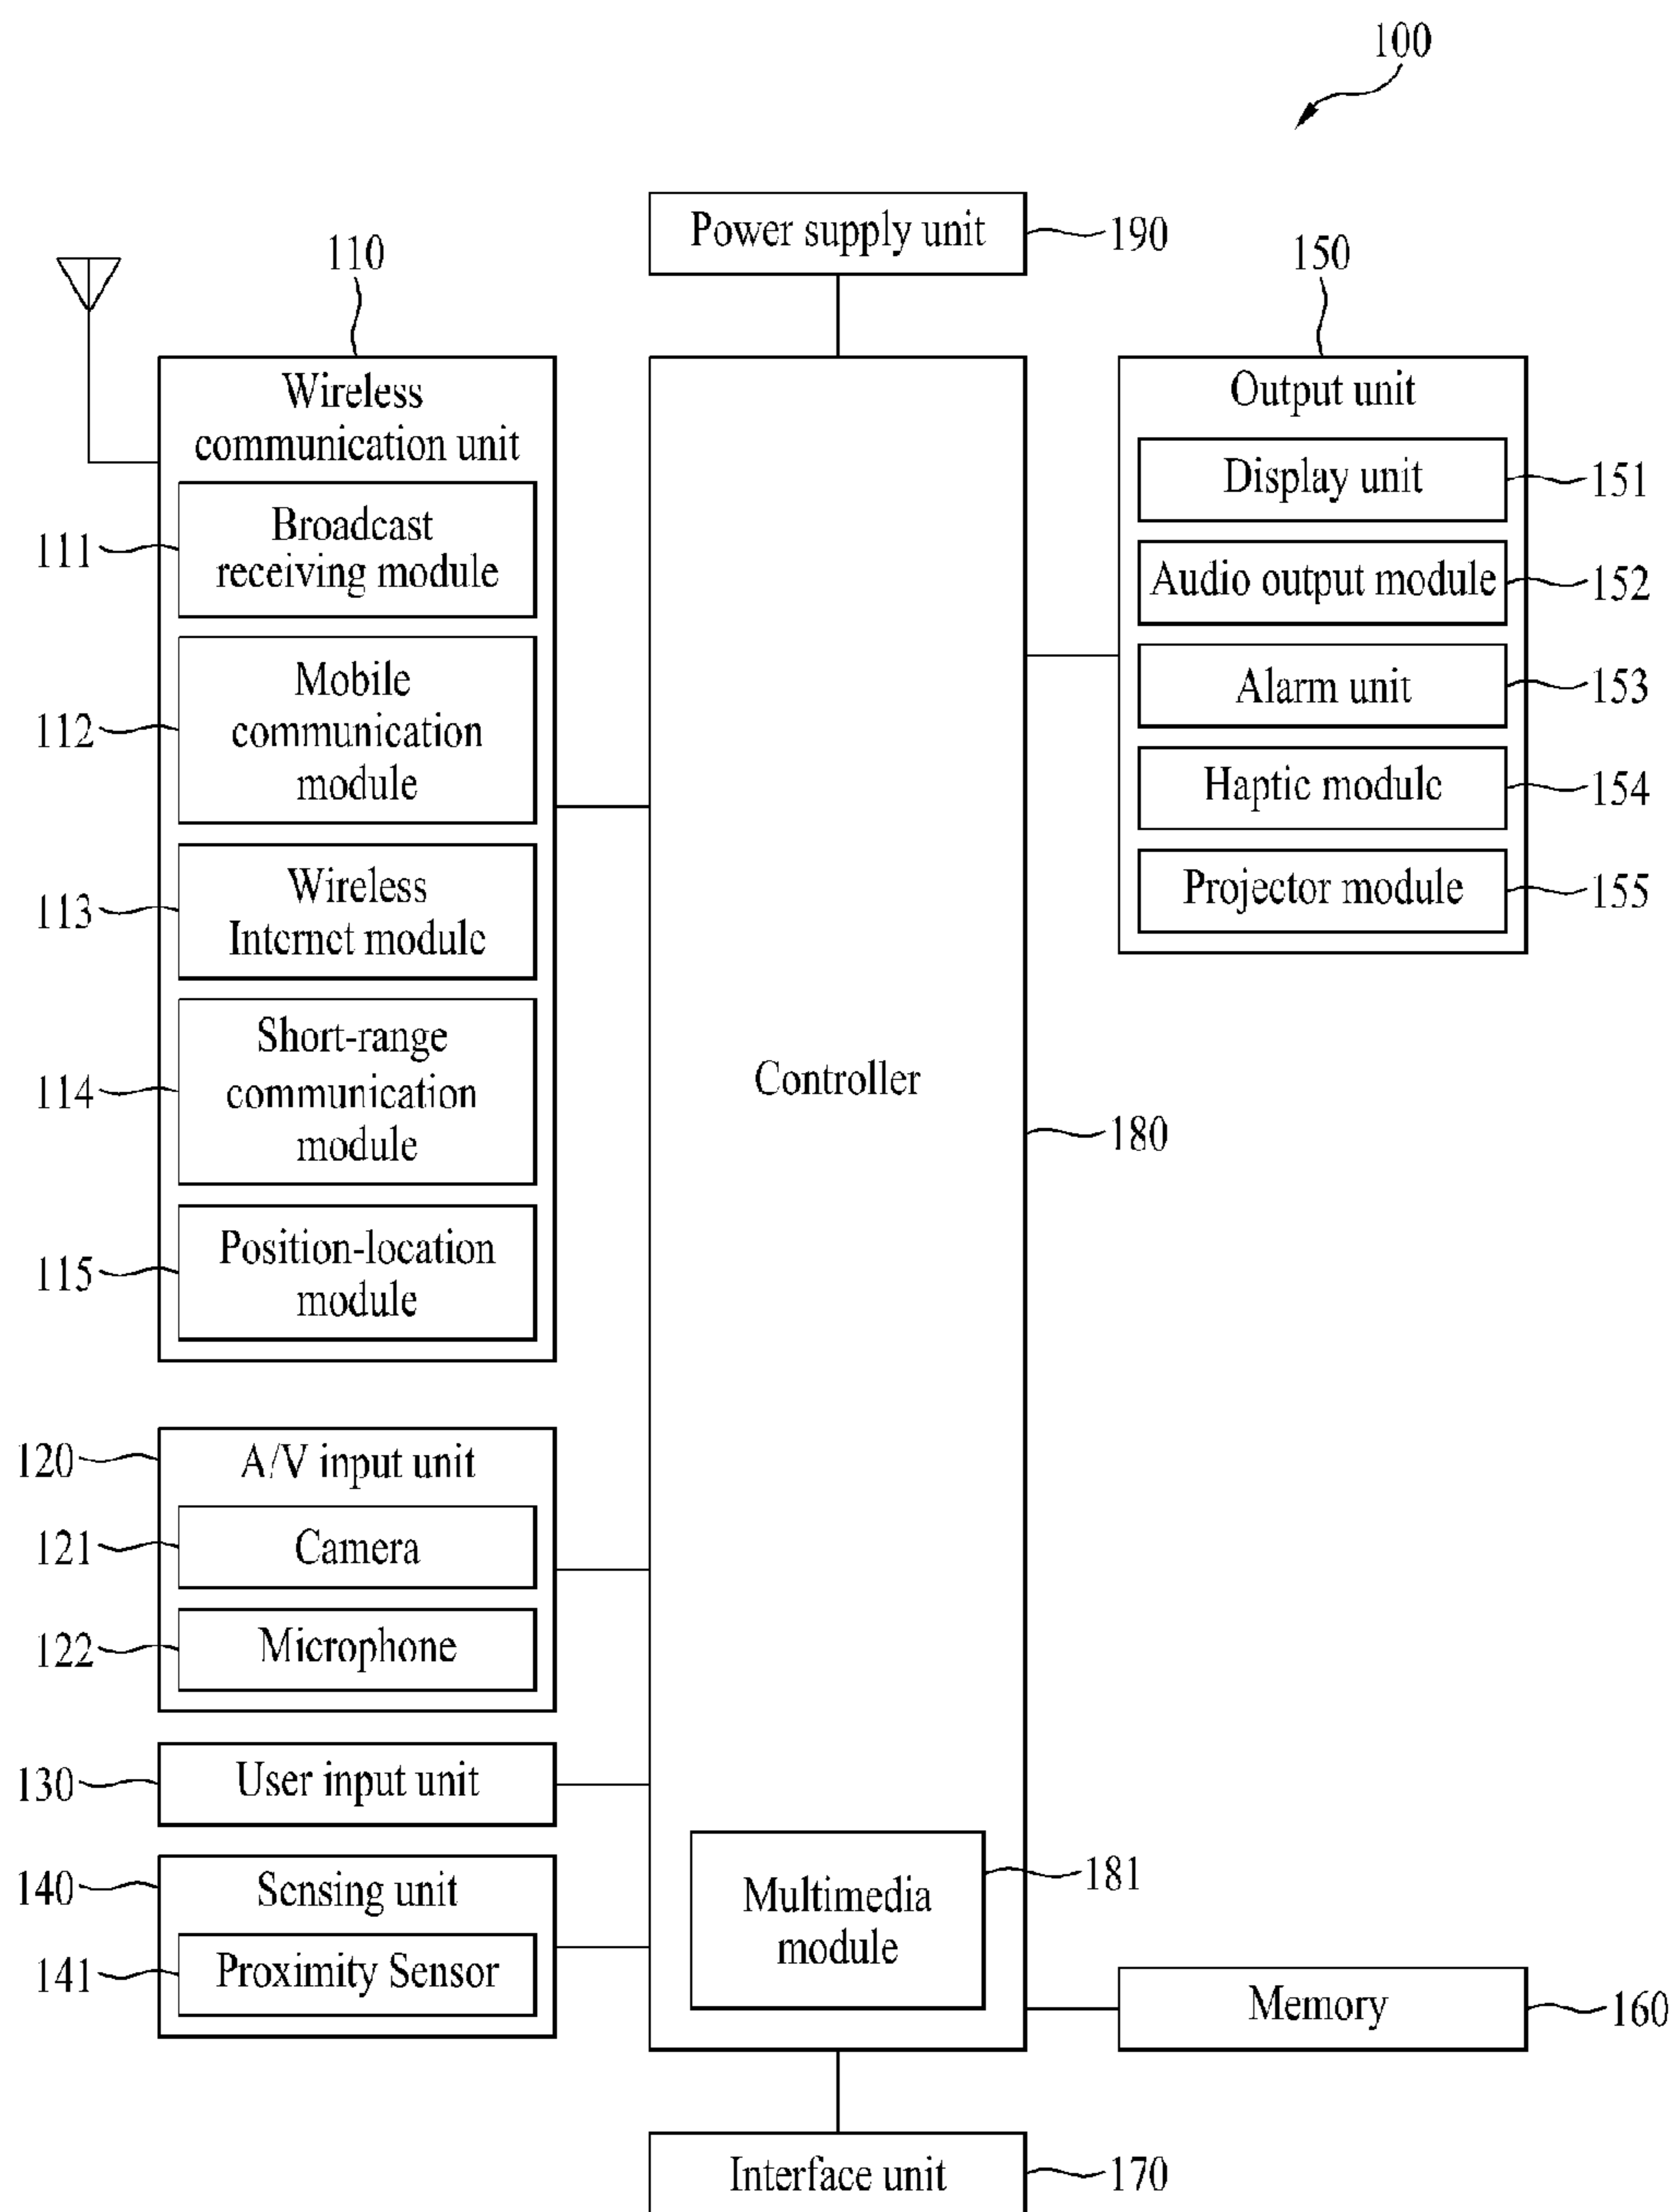 100
Power supply unit
190
110
150
Wireless
communication unit
Broadcast
receiving module
111
Mobile
communication
module
112
Wireless
Internet module
113
Short-range
communication
module
114
Position-location
module
115
Output unit
Display unit
151
Audio output module
152
Alarm unit
153
Haptic module
154
Projector module
155
Controller
180
120
A/V input unit
121
Camera
122
Microphone
130
User input unit
140
Sensing unit
141
Proximity Sensor
Multimedia
module
181
Memory
160
Interface unit
170